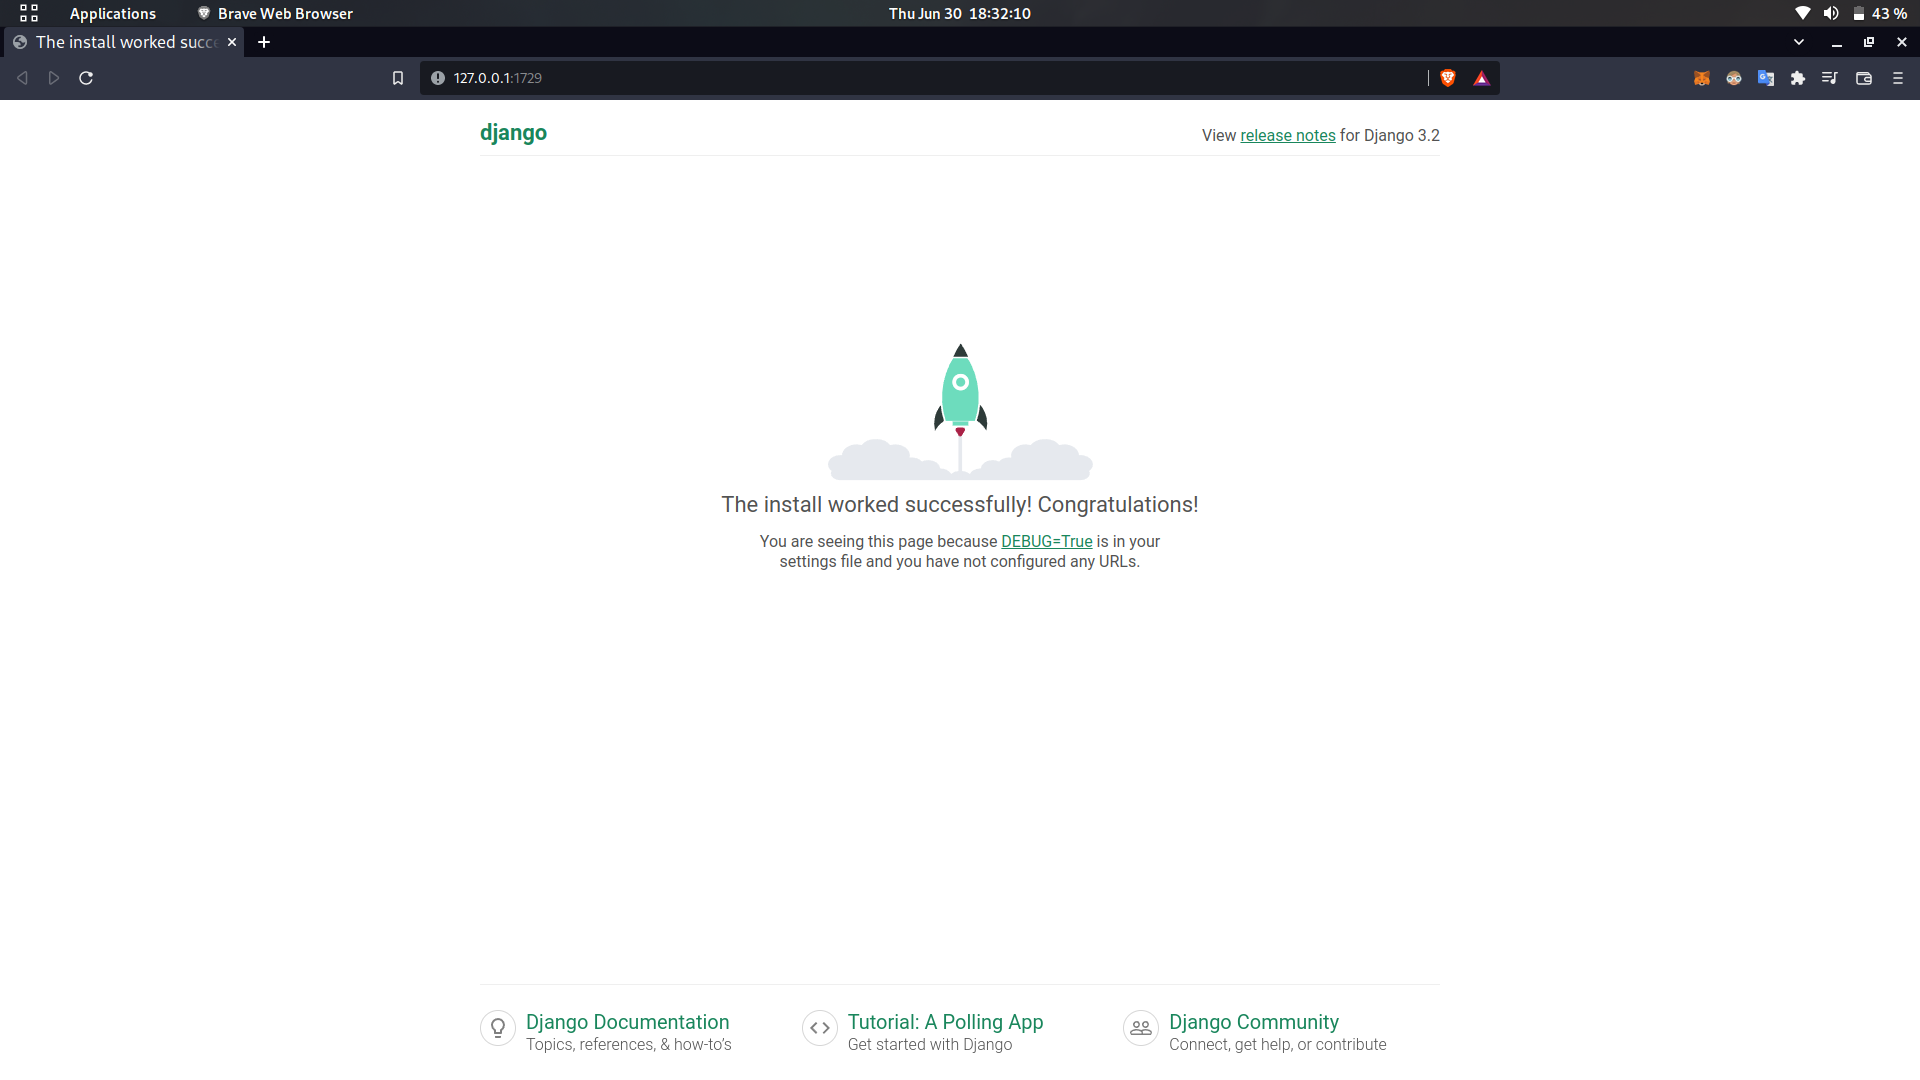 Applications
Brave Web Browser
Thu Jun 30 18:32:10
43 %
The install worked succe
127.0.0.1:1729
django
View release notes for Django 3.2
The install worked successfully! Congratulations!
You are seeing this page because DEBUG=True is in your
settings file and you have not configured any URLs.
Django Documentation
Topics, references, & how-to’s
Tutorial: A Polling App
Get started with Django
Django Community
Connect, get help, or contribute